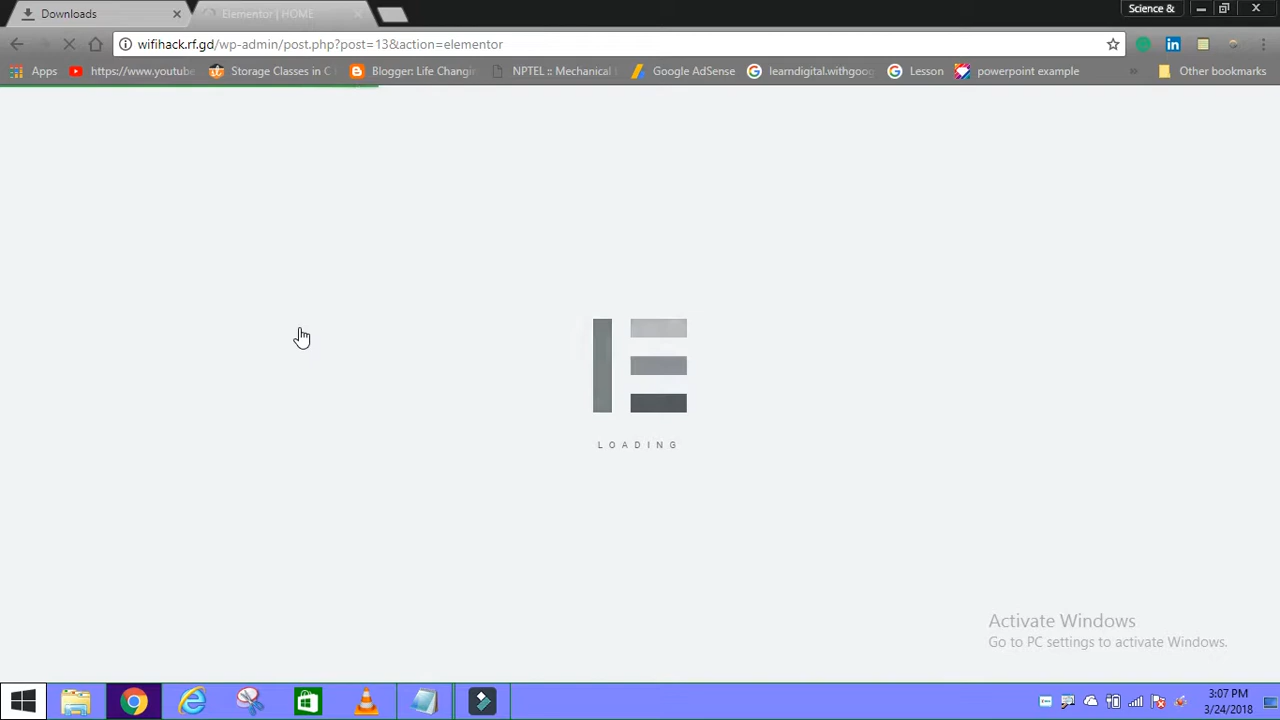 Downloads
Elementor | HOME
Science &
wifihack.rf.gd/wp-admin/post.php?post=13&action=elementor
Apps
https://www.youtube
Storage Classes in C
Blogger: Life Changin
NPTEL :: Mechanical
Google AdSense
learndigital.withgoog
Lesson
powerpoint example
Other bookmarks
LOADING
Activate Windows
Go to PC settings to activate Windows.
3:07 PM
3/24/2018